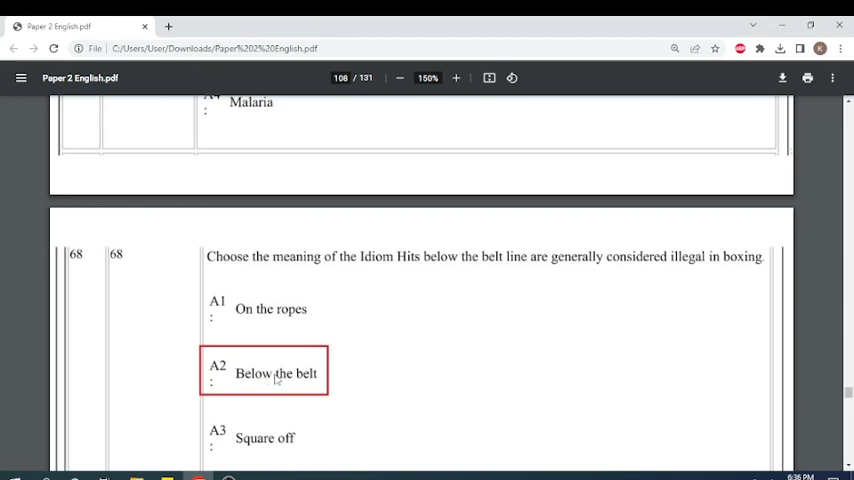 Paper 2 English.pdf
File C:/Users/User/Downloads/Paper%202%20English.pdf
ABP
K
Paper 2 English.pdf 108 / 131 150%
A4
: Malaria
68 68 Choose the meaning of the Idiom Hits below the belt line are generally considered illegal in boxing.
A1
: On the ropes
A2
: Below the belt
A3
: Square off
6:36 PM